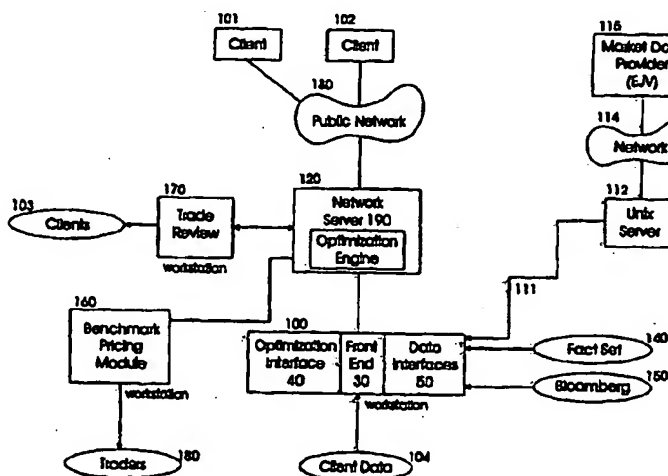 101
102
Client
Client
115
Market Da
Provider
(EJV)
130
Public Network
114
Network
120
Network
Server 190
Optimization
Engine
170
Trade
Review
workstation
103
Clients
112
Unix
Server
111
160
Benchmark
Pricing
Module
workstation
100
Optimization
Interface
40
Front
End
30
Data
Interfaces
50
workstation
140
Fact Set
150
Bloomberg
Traders
180
Client Data
104